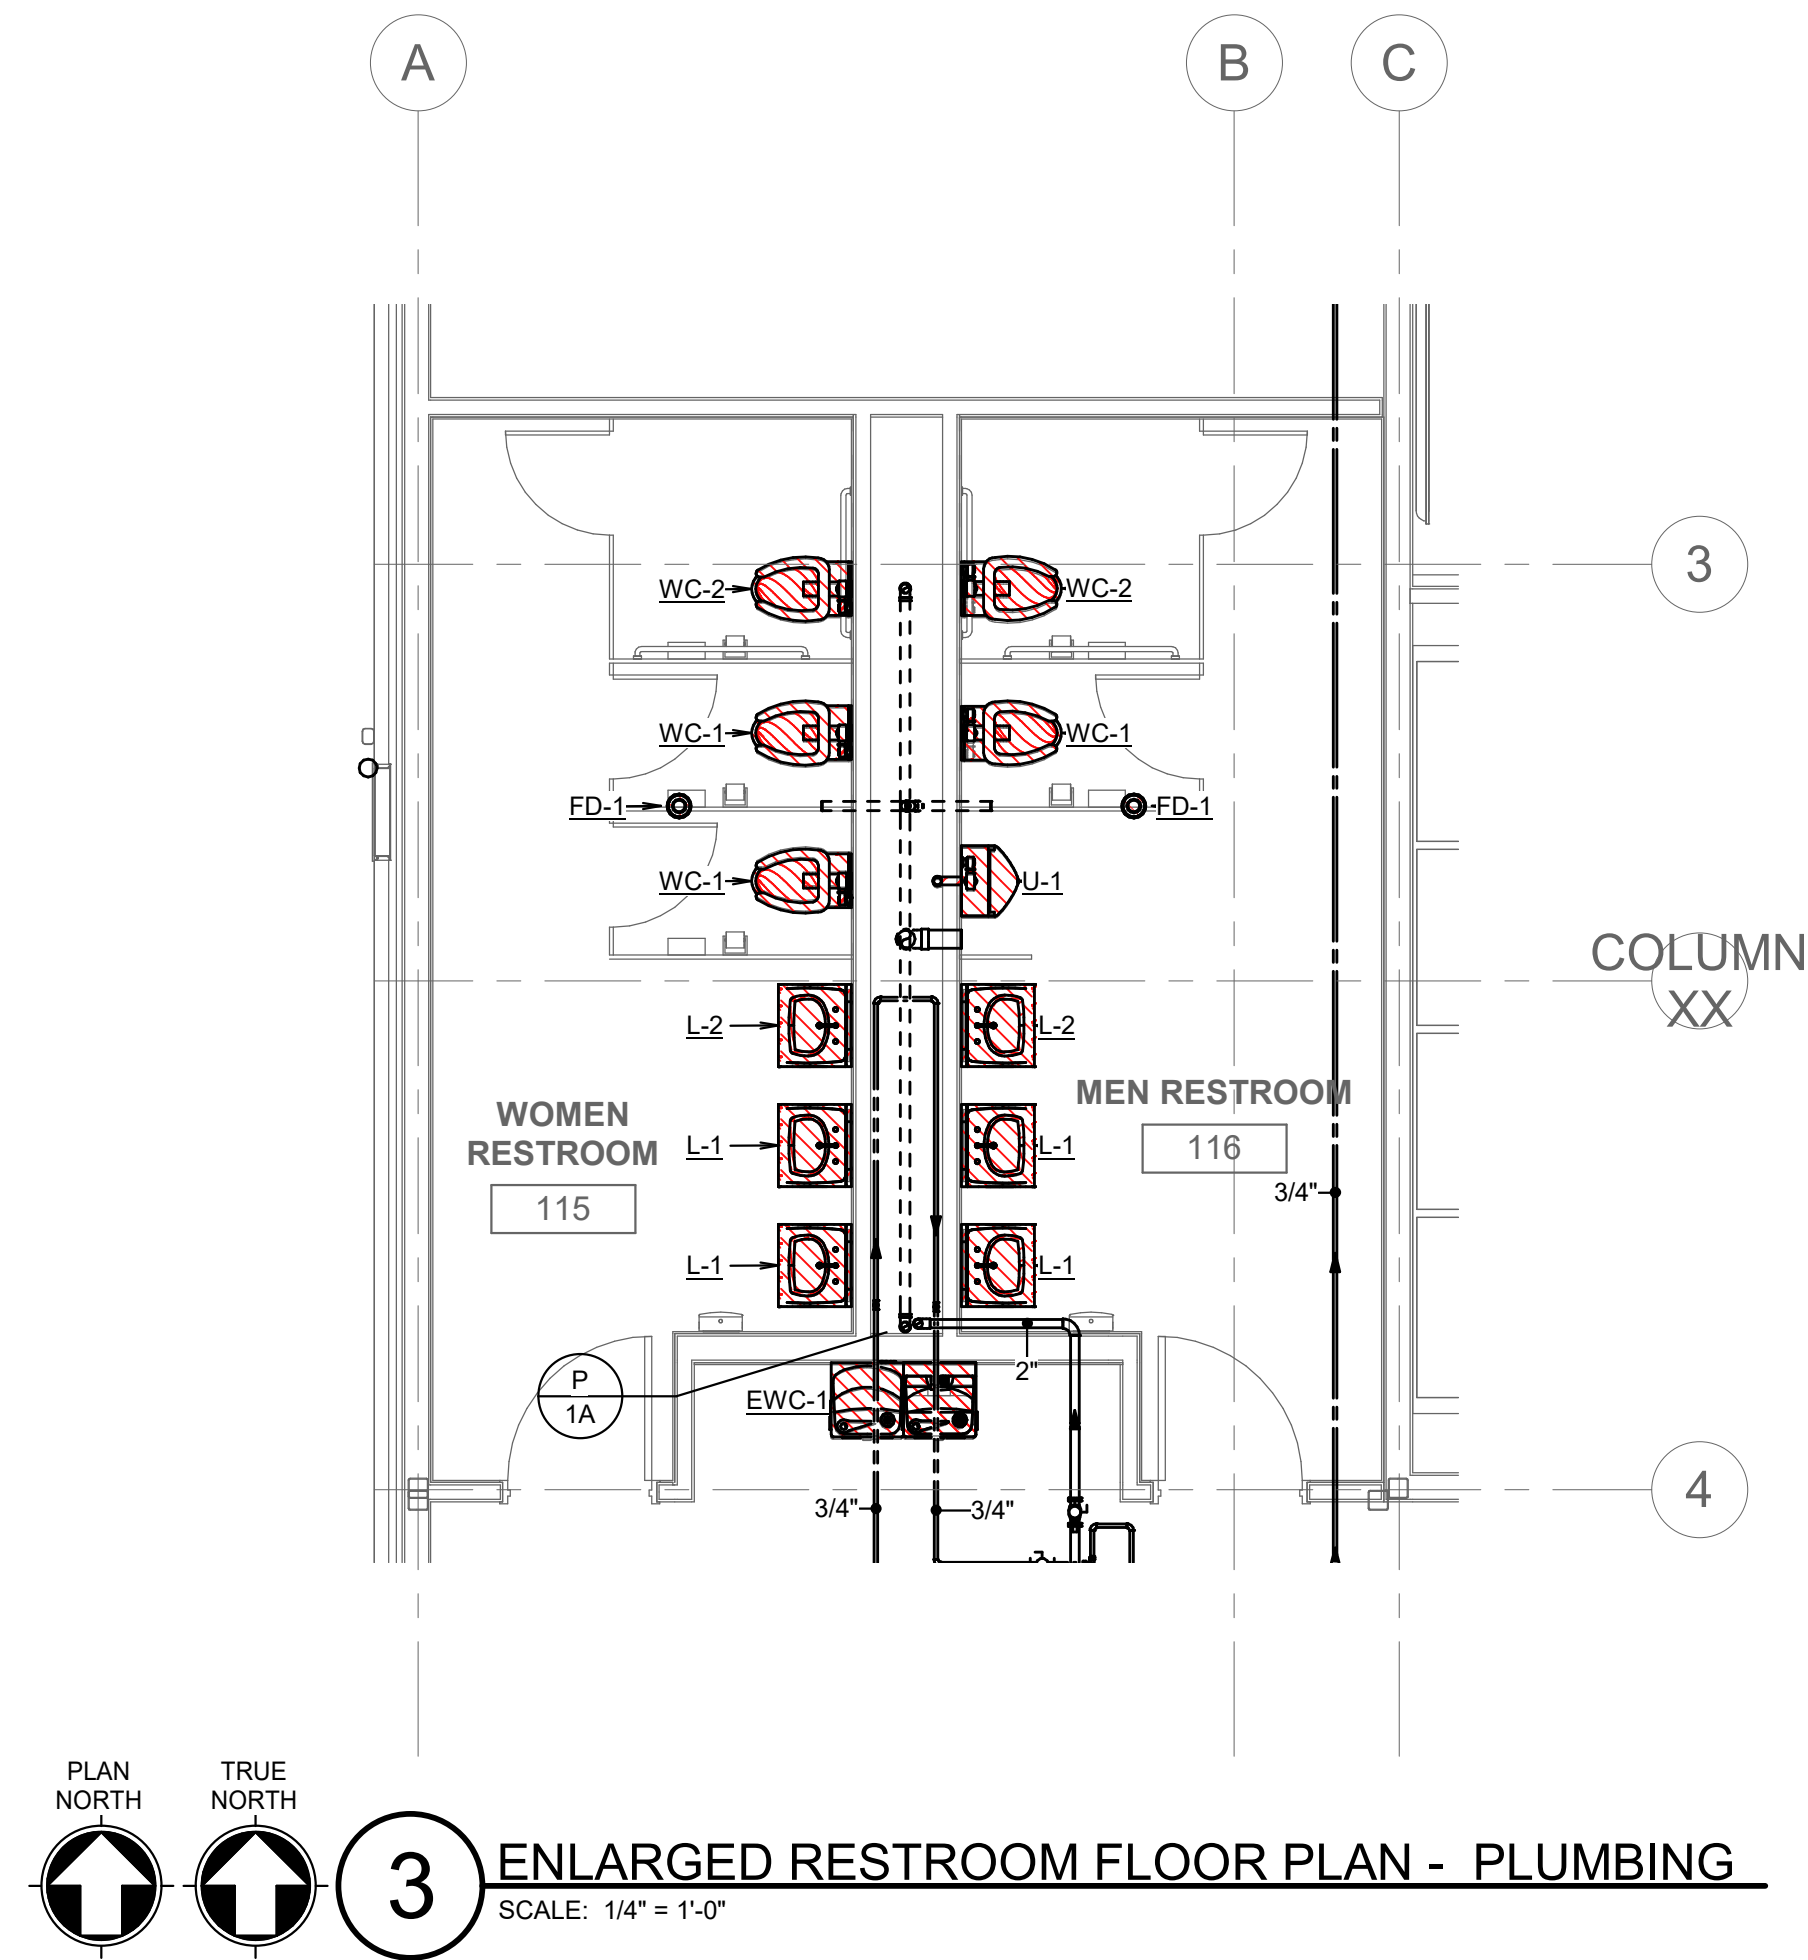 A
B
C
3
WC-2
WC-2
WC-1
WC-1
FD-1
FD-1
WC-1
U-1
COLUMN
XX
L-2
L-2
MEN RESTROOM
116
WOMEN
RESTROOM
115
L-1
L-1
3/4"
L-1
L-1
2"
P
1A
EWC-1
4
3/4"
3/4"
PLAN
NORTH
TRUE
NORTH
3
ENLARGED RESTROOM FLOOR PLAN - PLUMBING
SCALE: 1/4" = 1'-0"